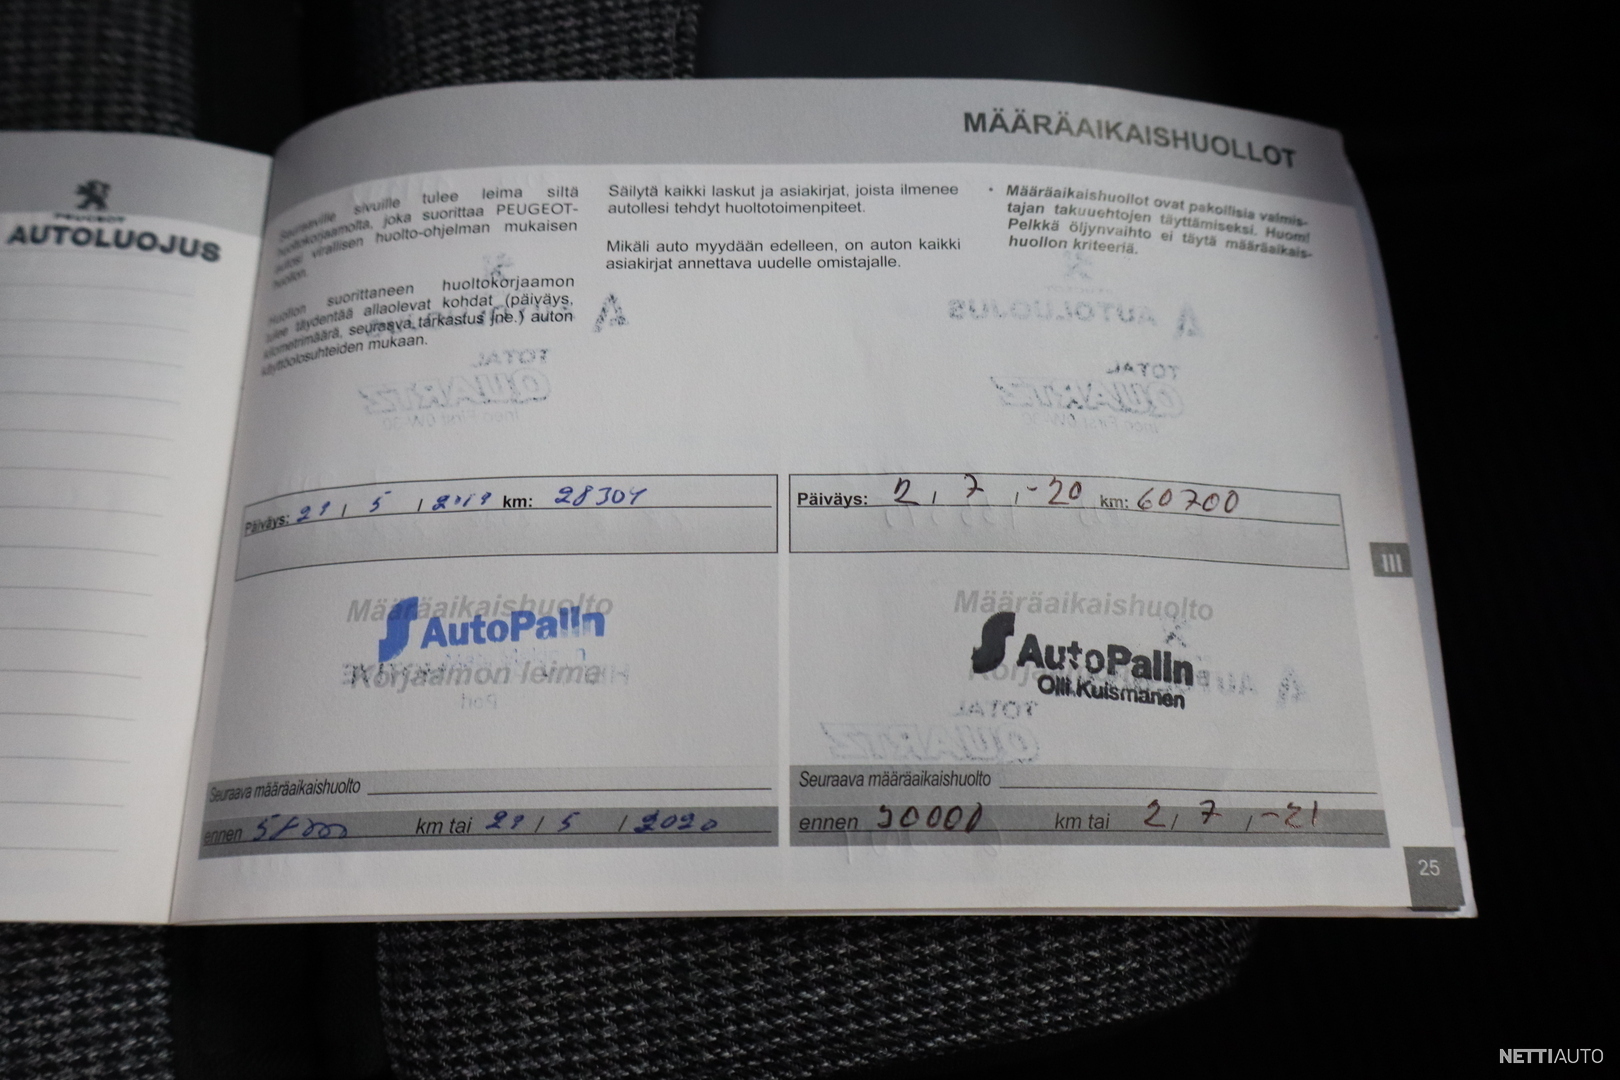 PEUGEOT
AUTOLUOJUS
MÄÄRÄAIKAISHUOLLOT
Seuraaville sivuille tulee leima siltä
huoltokorjaamolta, joka suorittaa PEUGEOT-
autosi virallisen huolto-ohjelman mukaisen
huollon.
Huollon suorittaneen huoltokorjaamon
tulee täydentää allaolevat kohdat (päiväys,
kilometrimäärä, seuraava tarkastus jne.) auton
käyttöolosuhteiden mukaan.
Säilytä kaikki laskut ja asiakirjat, joista ilmenee
autollesi tehdyt huoltotoimenpiteet.
Mikäli auto myydään edelleen, on auton kaikki
asiakirjat annettava uudelle omistajalle.
• Määräaikaishuollot ovat pakollisia valmis-
tajan takuuehtojen täyttämiseksi. Huom!
Pelkkä öljynvaihto ei täytä määräaikais-
huollon kriteeriä.
Päiväys: 29 / 5 / 2019 km: 28304
Määräaikaishuolto
AutoPalin
Korjaamon leima
Seuraava määräaikaishuolto
ennen km tai 29 / 5 / 2020
Päiväys: 2 / 7 / -20 km: 60700
Määräaikaishuolto
AutoPalin
Olli Kuismanen
Seuraava määräaikaishuolto
ennen km tai 2 / 7 / -21
III
25
NETTIAUTO